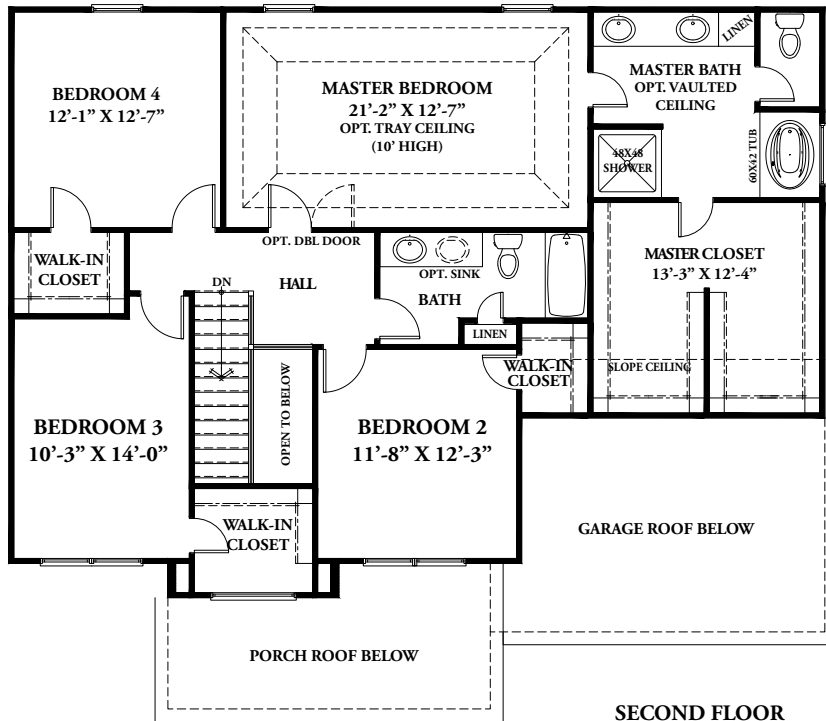 BEDROOM 4
12’-1” X 12’-7”
MASTER BEDROOM
21’-2” X 12’-7”
OPT. TRAY CEILING
(10’ HIGH)
LINEN
MASTER BATH
OPT. VAULTED
CEILING
48X48
SHOWER
60X42 TUB
WALK-IN
CLOSET
OPT. DBL DOOR
DN
HALL
OPT. SINK
BATH
LINEN
MASTER CLOSET
13’-3” X 12’-4”
WALK-IN
CLOSET
SLOPE CEILING
BEDROOM 3
10’-3” X 14’-0”
OPEN TO BELOW
BEDROOM 2
11’-8” X 12’-3”
WALK-IN
CLOSET
GARAGE ROOF BELOW
PORCH ROOF BELOW
SECOND FLOOR